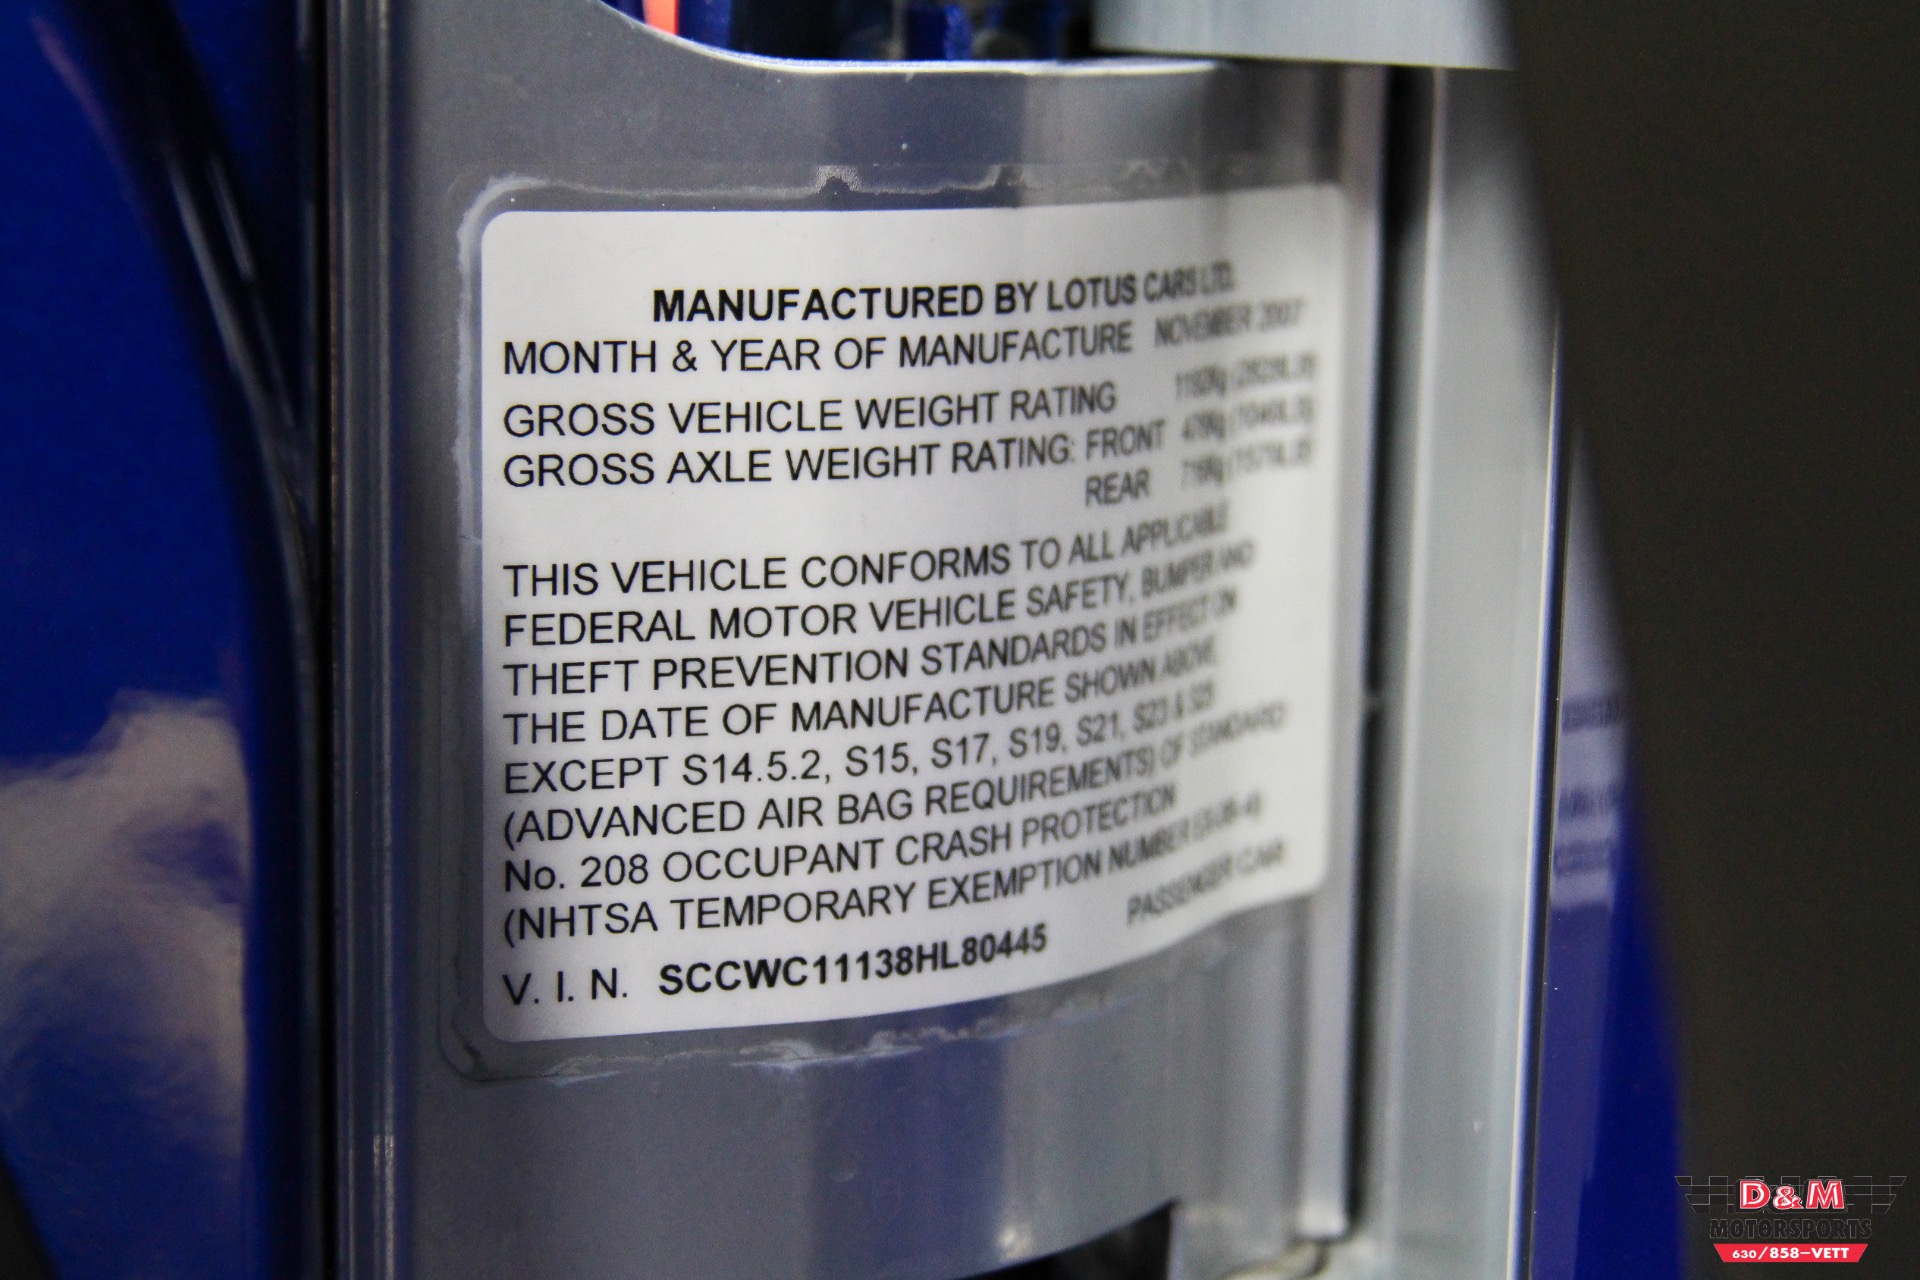 MANUFACTURED BY LOTUS CARS LTD.
MONTH & YEAR OF MANUFACTURE NOVEMBER 2007
GROSS VEHICLE WEIGHT RATING
GROSS AXLE WEIGHT RATING: FRONT
REAR
THIS VEHICLE CONFORMS TO ALL APPLICABLE
FEDERAL MOTOR VEHICLE SAFETY, BUMPER AND
THEFT PREVENTION STANDARDS IN EFFECT ON
THE DATE OF MANUFACTURE SHOWN ABOVE,
EXCEPT S14.5.2, S15, S17, S19, S21, S23 & S25
(ADVANCED AIR BAG REQUIREMENTS) OF STANDARD
No. 208 OCCUPANT CRASH PROTECTION
(NHTSA TEMPORARY EXEMPTION NUMBER
V. I. N. SCCWC11138HL80445 PASSENGER CAR
D&M
MOTORSPORTS
630/858-VETT